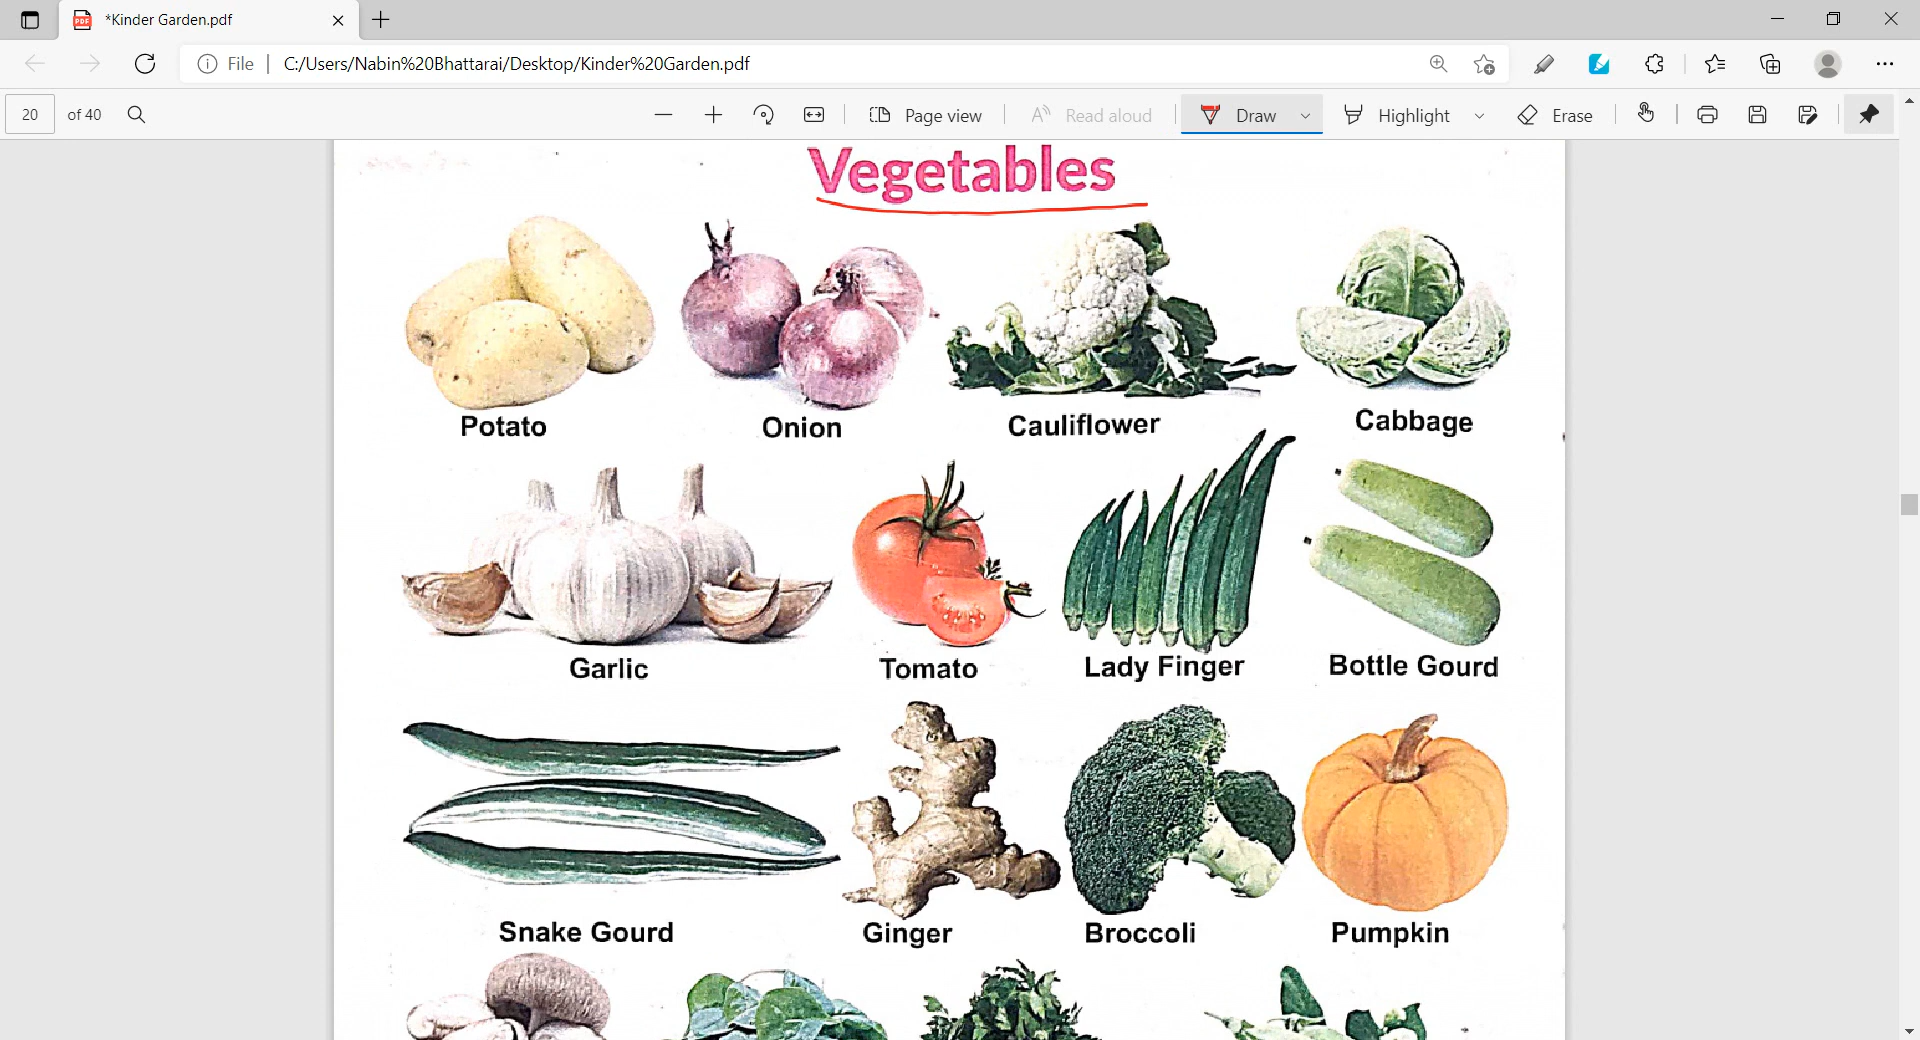 *Kinder Garden.pdf
File C:/Users/Nabin%20Bhattarai/Desktop/Kinder%20Garden.pdf
20 of 40 Page view Read aloud Draw Highlight Erase
Vegetables
Potato Onion Cauliflower Cabbage
Garlic Tomato Lady Finger Bottle Gourd
Snake Gourd Ginger Broccoli Pumpkin